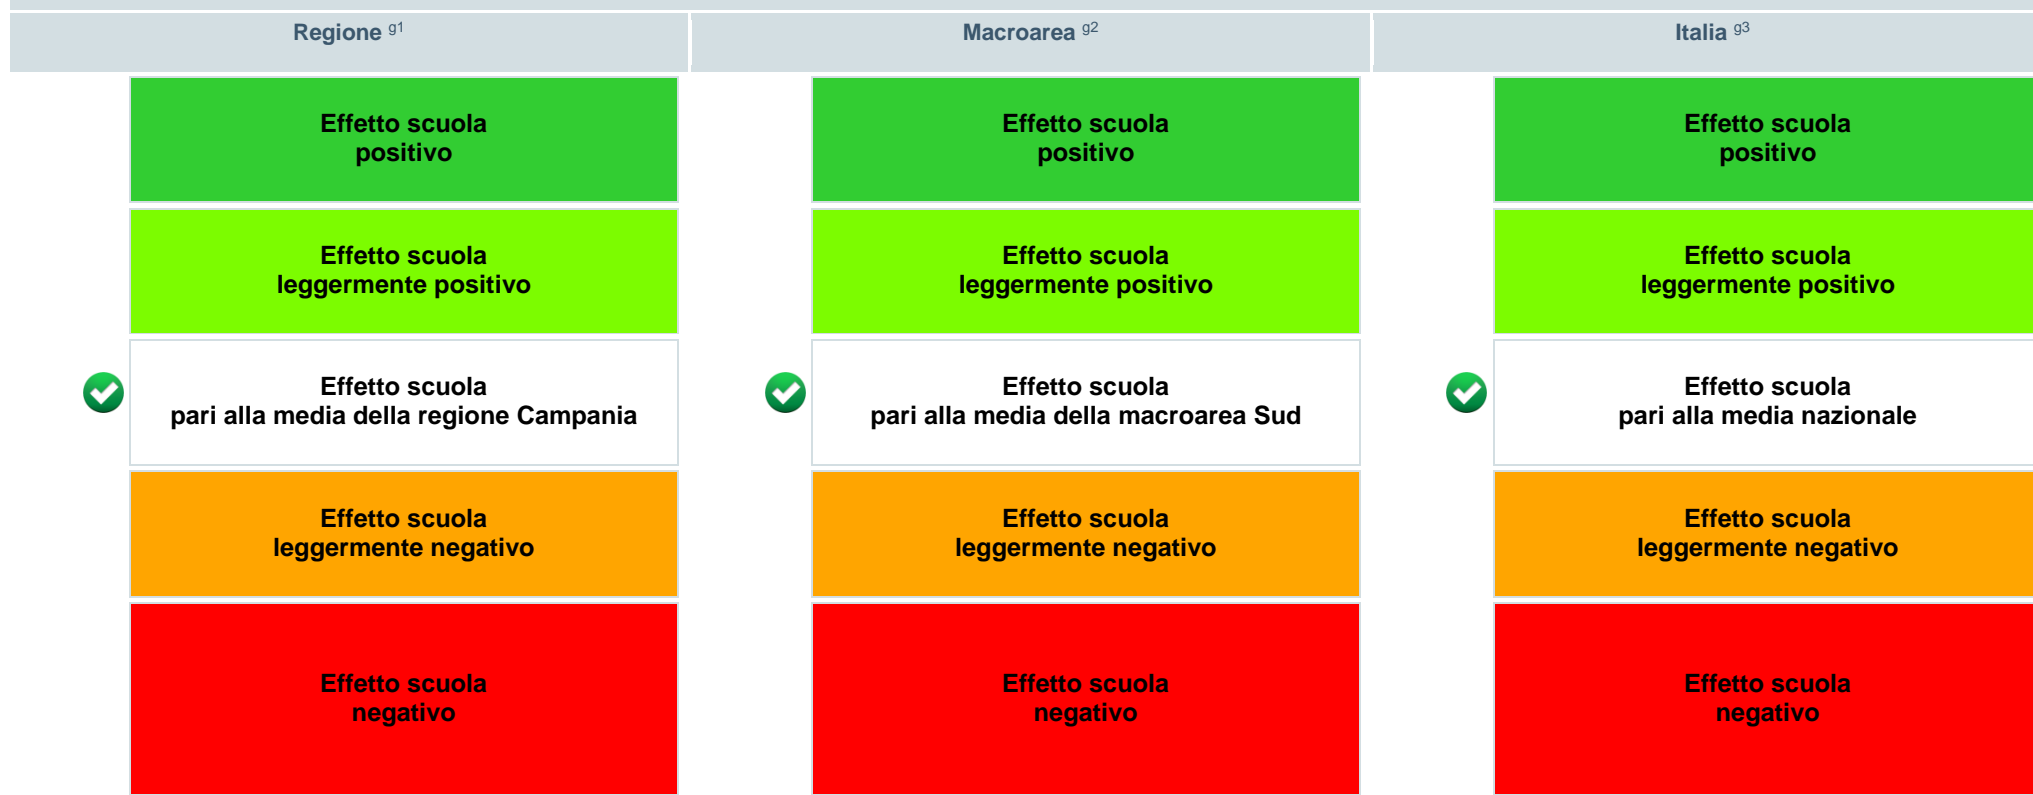 Regione g1
Macroarea g2
Italia g3
Effetto scuola
positivo
Effetto scuola
positivo
Effetto scuola
positivo
Effetto scuola
leggermente positivo
Effetto scuola
leggermente positivo
Effetto scuola
leggermente positivo
Effetto scuola
pari alla media della regione Campania
Effetto scuola
pari alla media della macroarea Sud
Effetto scuola
pari alla media nazionale
Effetto scuola
leggermente negativo
Effetto scuola
leggermente negativo
Effetto scuola
leggermente negativo
Effetto scuola
negativo
Effetto scuola
negativo
Effetto scuola
negativo